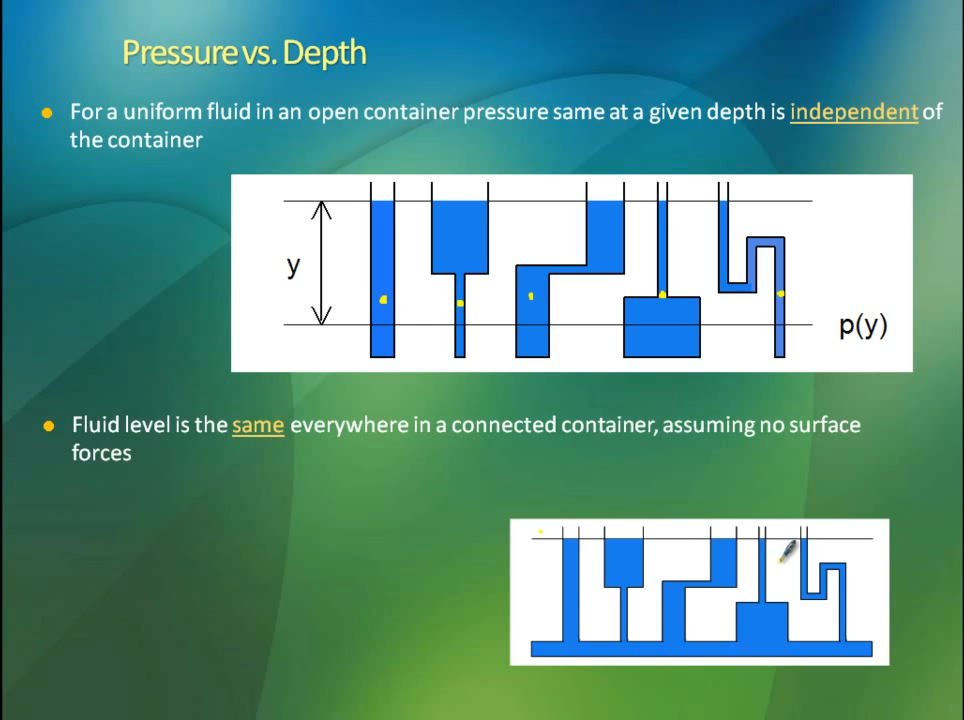 Pressure vs. Depth
For a uniform fluid in an open container pressure same at a given depth is independent of
the container
y
p(y)
Fluid level is the same everywhere in a connected container, assuming no surface
forces